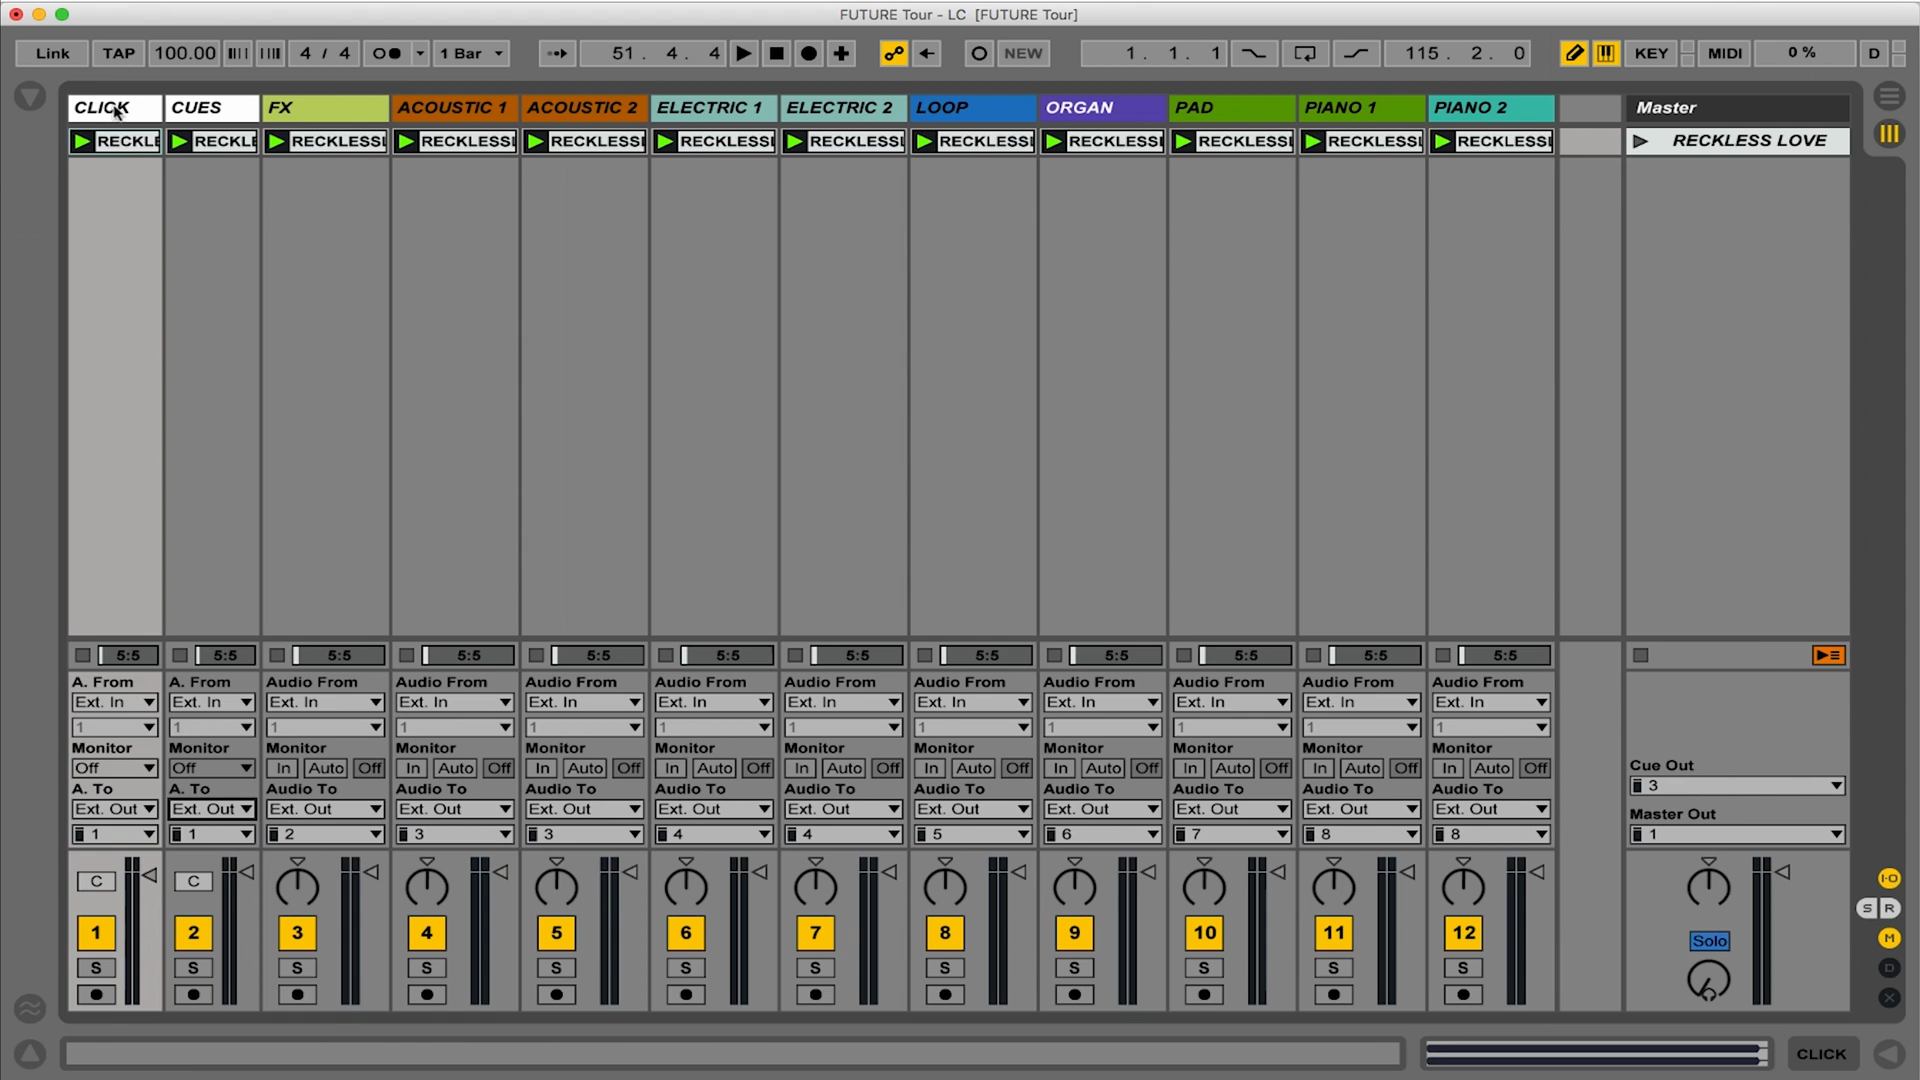 FUTURE Tour - LC [FUTURE Tour]
Link TAP 100.00 4 / 4 1 Bar 51. 4. 4 NEW 1. 1. 1 115. 2. 0 KEY MIDI 0 % D
CLICK CUES FX ACOUSTIC 1 ACOUSTIC 2 ELECTRIC 1 ELECTRIC 2 LOOP ORGAN PAD PIANO 1 PIANO 2 Master
RECKLE RECKL RECKLESSL RECKLESSL RECKLESSL RECKLESSL RECKLESSL RECKLESSL RECKLESSL RECKLESSL RECKLESSL RECKLESSL RECKLESS LOVE
5:5 5:5 5:5 5:5 5:5 5:5 5:5 5:5 5:5 5:5 5:5 5:5
A. From A. From Audio From Audio From Audio From Audio From Audio From Audio From Audio From Audio From Audio From Audio From
Ext. In Ext. In Ext. In Ext. In Ext. In Ext. In Ext. In Ext. In Ext. In Ext. In Ext. In Ext. In
1 1 1 1 1 1 1 1 1 1 1 1
Monitor Monitor Monitor Monitor Monitor Monitor Monitor Monitor Monitor Monitor Monitor Monitor
Off Off In Auto Off In Auto Off In Auto Off In Auto Off In Auto Off In Auto Off In Auto Off In Auto Off In Auto Off In Auto Off Cue Out
A. To A. To Audio To Audio To Audio To Audio To Audio To Audio To Audio To Audio To Audio To Audio To 3
Ext. Out Ext. Out Ext. Out Ext. Out Ext. Out Ext. Out Ext. Out Ext. Out Ext. Out Ext. Out Ext. Out Ext. Out Master Out
1 1 2 3 3 4 4 5 6 7 8 8 1
C C
1 2 3 4 5 6 7 8 9 10 11 12 Solo
S S S S S S S S S S S S
I·O
S R
M
D
X
CLICK